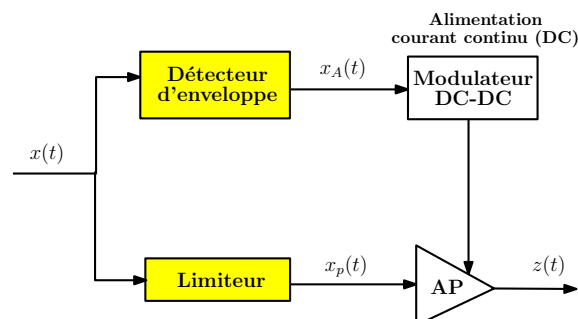 Alimentation
courant continu (DC)
Détecteur
d'enveloppe
x_A(t)
Modulateur
DC-DC
x(t)
Limiteur
x_p(t)
AP
z(t)